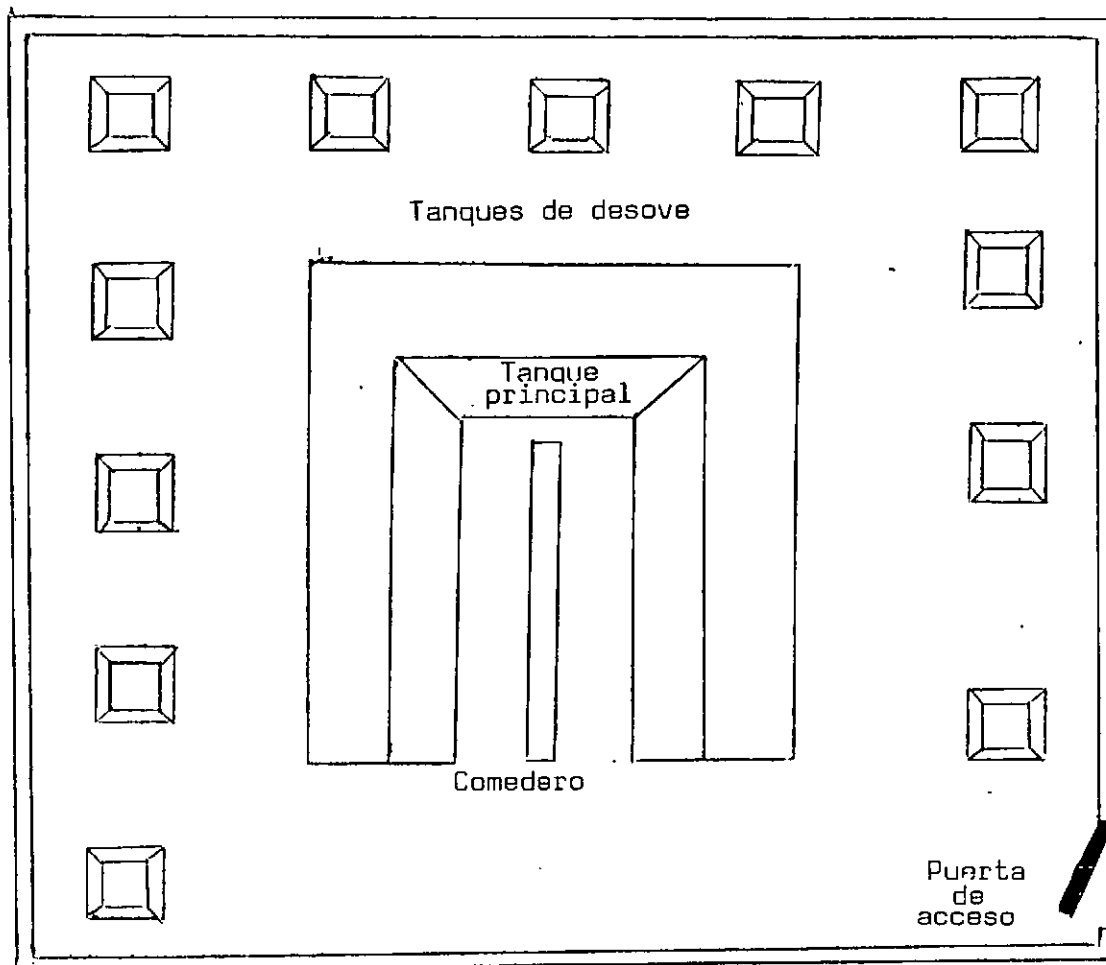 Tanques de desove
Tanque
principal
Comedero
Puerta
de
acceso